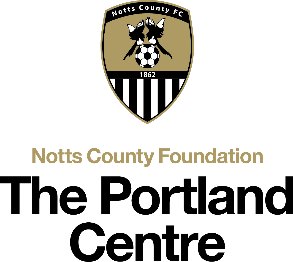 Notts County FC
1862
Notts County Foundation
The Portland
Centre